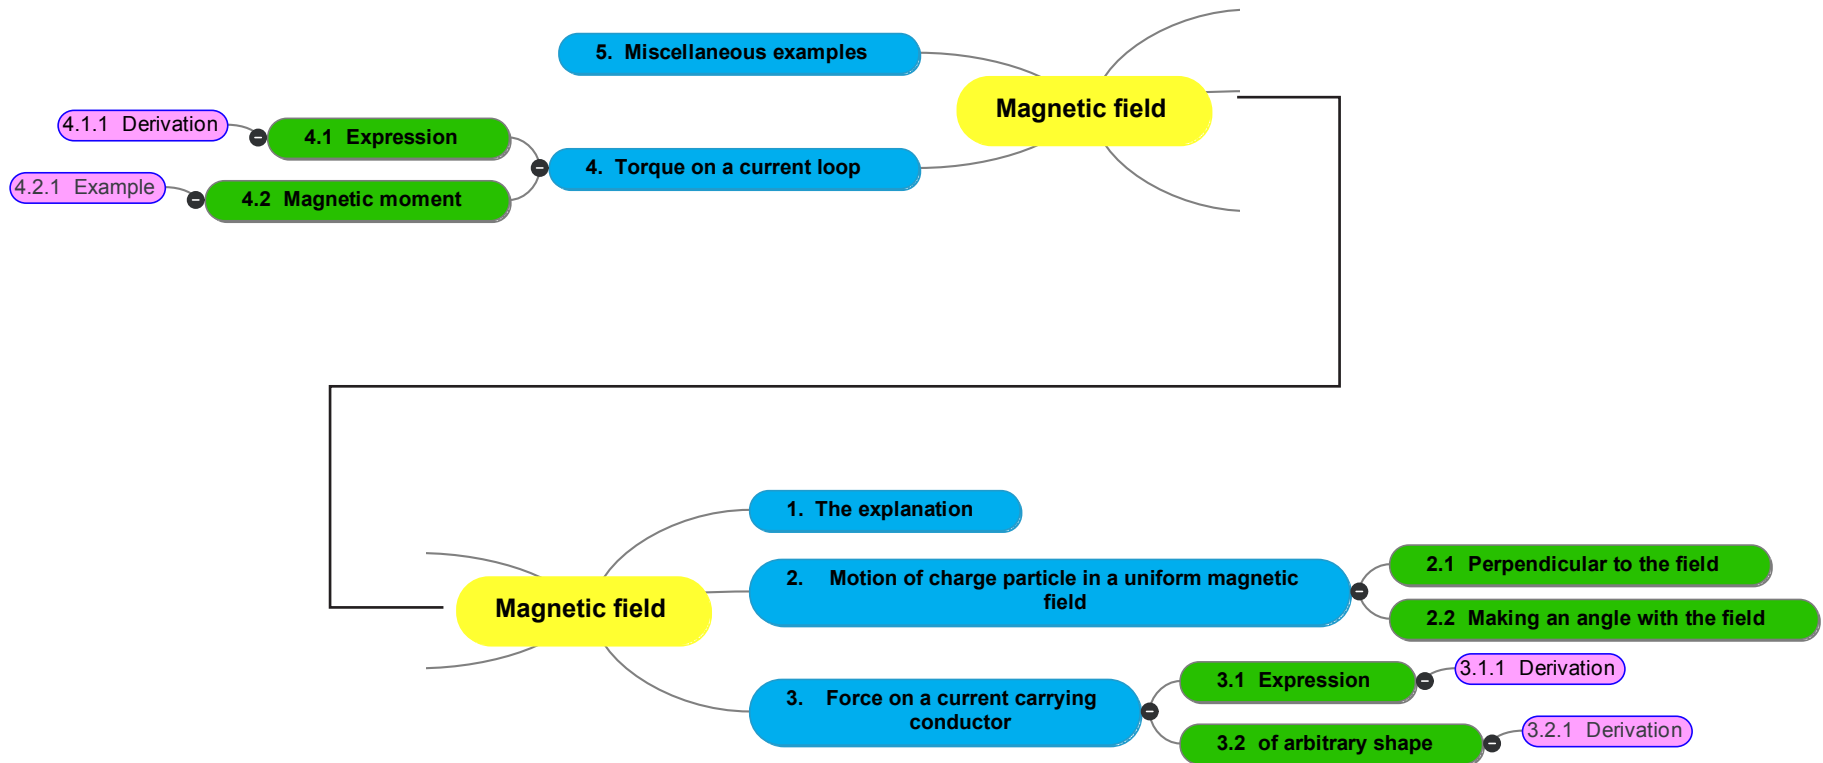 5. Miscellaneous examples
Magnetic field
4.1.1 Derivation
4.1 Expression
4. Torque on a current loop
4.2.1 Example
4.2 Magnetic moment
1. The explanation
2. Motion of charge particle in a uniform magnetic
field
2.1 Perpendicular to the field
2.2 Making an angle with the field
Magnetic field
3. Force on a current carrying
conductor
3.1 Expression
3.1.1 Derivation
3.2 of arbitrary shape
3.2.1 Derivation